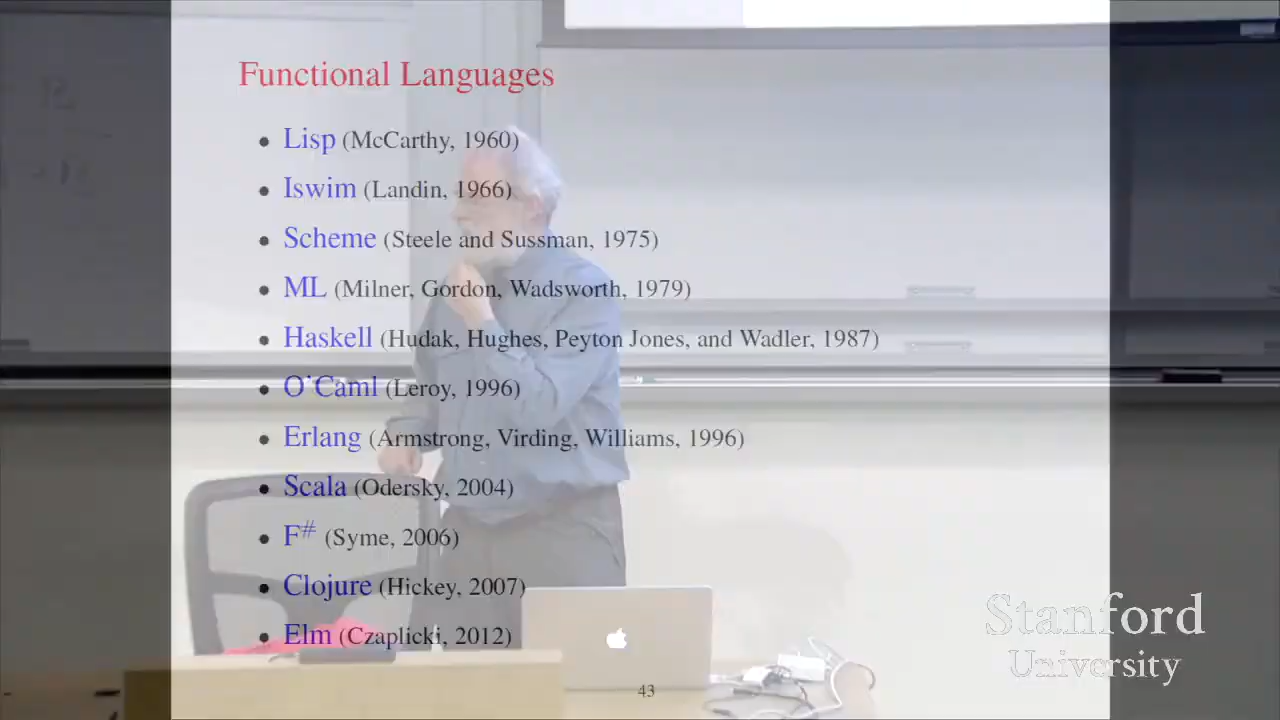 Functional Languages
• Lisp (McCarthy, 1960)
• Iswim (Landin, 1966)
• Scheme (Steele and Sussman, 1975)
• ML (Milner, Gordon, Wadsworth, 1979)
• Haskell (Hudak, Hughes, Peyton Jones, and Wadler, 1987)
• O'Caml (Leroy, 1996)
• Erlang (Armstrong, Virding, Williams, 1996)
• Scala (Odersky, 2004)
• F# (Syme, 2006)
• Clojure (Hickey, 2007)
• Elm (Czaplicki, 2012)
Stanford
University
43